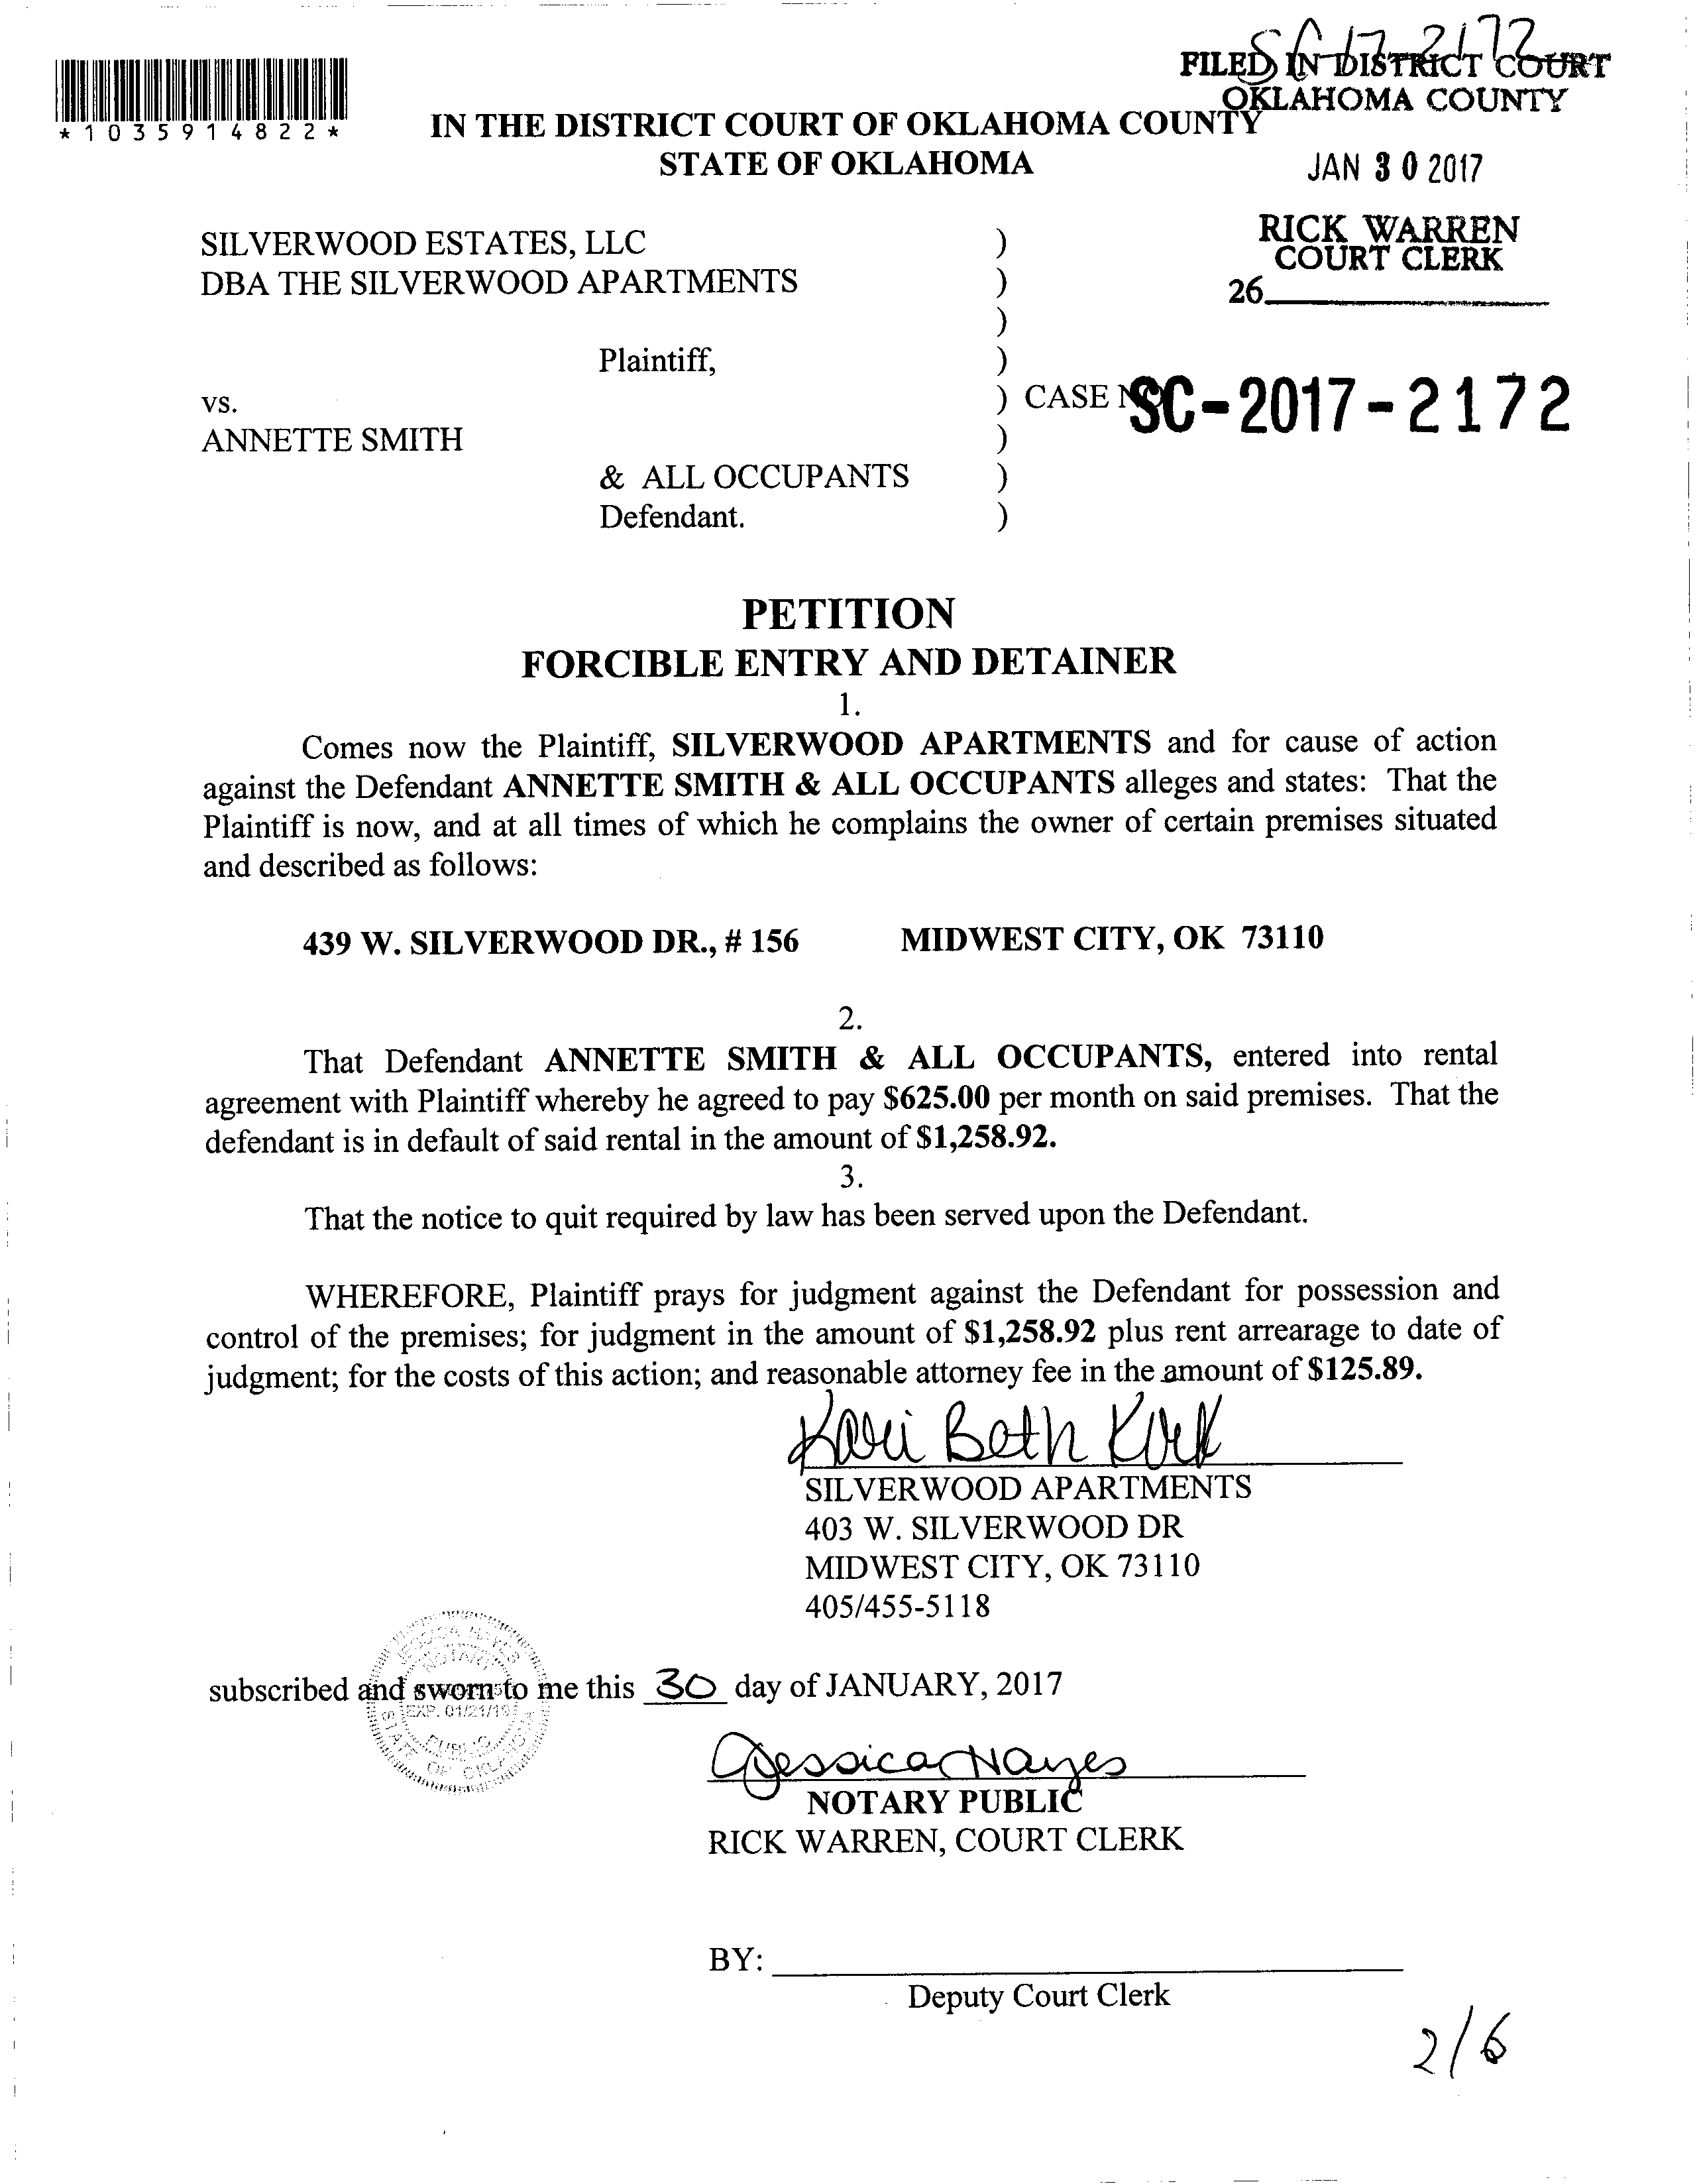 SC 17-2172
FILED IN DISTRICT COURT
OKLAHOMA COUNTY
*1035914822*
IN THE DISTRICT COURT OF OKLAHOMA COUNTY
STATE OF OKLAHOMA
JAN 30 2017
RICK WARREN
COURT CLERK
26
SILVERWOOD ESTATES, LLC )
DBA THE SILVERWOOD APARTMENTS )
)
Plaintiff, )
vs. ) CASE NO SC-2017-2172
ANNETTE SMITH )
& ALL OCCUPANTS )
Defendant. )
PETITION
FORCIBLE ENTRY AND DETAINER
1.
Comes now the Plaintiff, SILVERWOOD APARTMENTS and for cause of action
against the Defendant ANNETTE SMITH & ALL OCCUPANTS alleges and states: That the
Plaintiff is now, and at all times of which he complains the owner of certain premises situated
and described as follows:
439 W. SILVERWOOD DR., # 156 MIDWEST CITY, OK 73110
2.
That Defendant ANNETTE SMITH & ALL OCCUPANTS, entered into rental
agreement with Plaintiff whereby he agreed to pay $625.00 per month on said premises. That the
defendant is in default of said rental in the amount of $1,258.92.
3.
That the notice to quit required by law has been served upon the Defendant.
WHEREFORE, Plaintiff prays for judgment against the Defendant for possession and
control of the premises; for judgment in the amount of $1,258.92 plus rent arrearage to date of
judgment; for the costs of this action; and reasonable attorney fee in the amount of $125.89.
Kari Beth Kirk
SILVERWOOD APARTMENTS
403 W. SILVERWOOD DR
MIDWEST CITY, OK 73110
405/455-5118
subscribed and sworn to me this 30 day of JANUARY, 2017
JESSICA HAYES
NOTARY
EXP. 01/21/19
PUBLIC
STATE OF OKLAHOMA
Jessica Hayes
NOTARY PUBLIC
RICK WARREN, COURT CLERK
BY:
Deputy Court Clerk
2/6